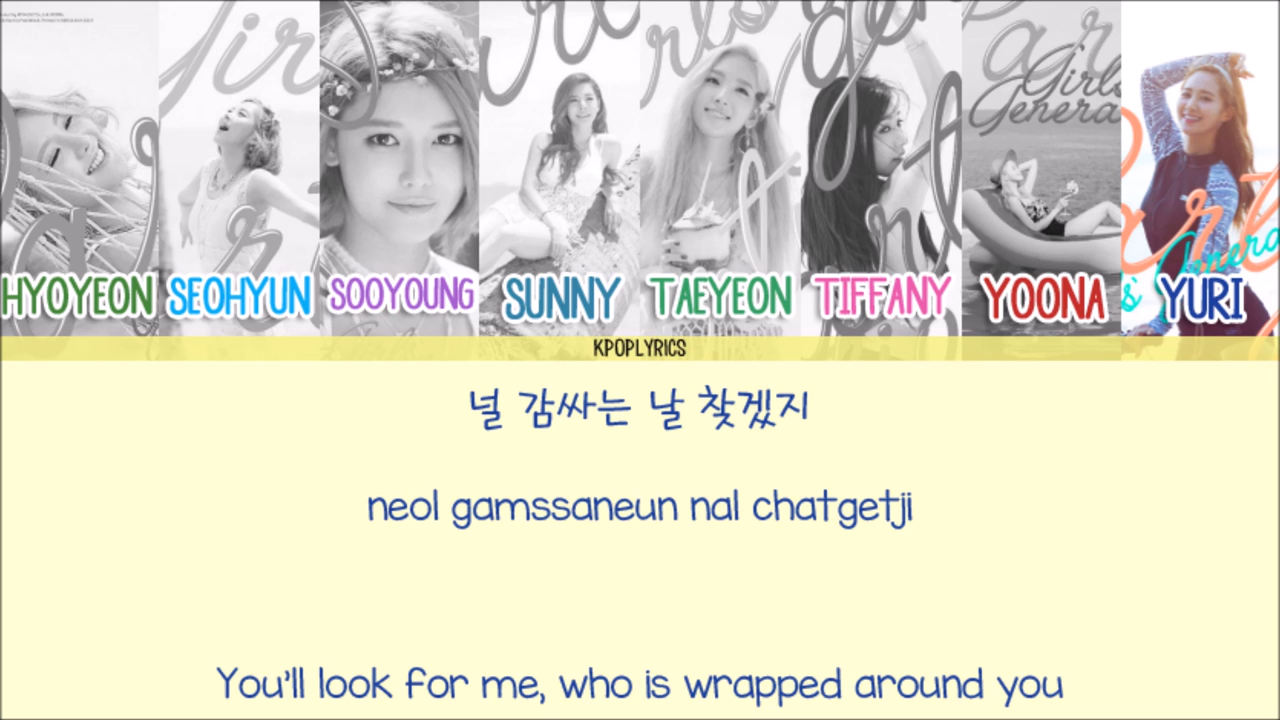 HYOYEON SEOHYUN SOOYOUNG SUNNY TAEYEON TIFFANY YOONA YURI
KPOPLYRICS
널 감싸는 날 찾겠지
neol gamssaneun nal chatgetji
You'll look for me, who is wrapped around you